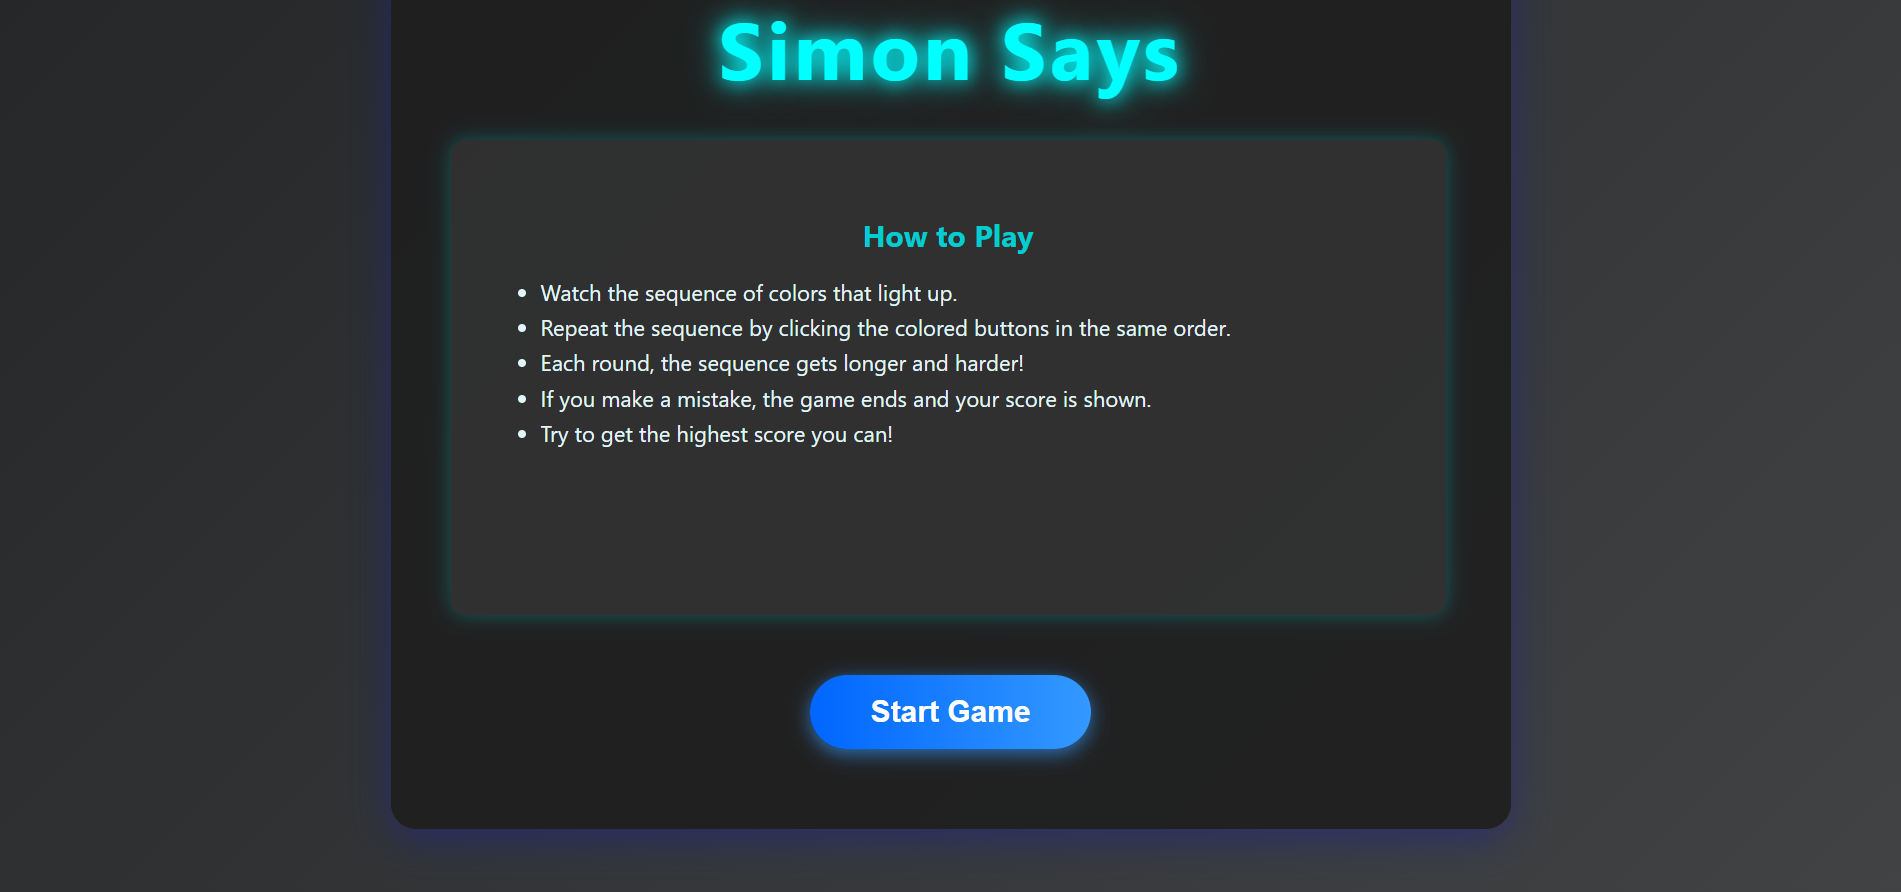 Simon Says
How to Play
Watch the sequence of colors that light up.
Repeat the sequence by clicking the colored buttons in the same order.
Each round, the sequence gets longer and harder!
If you make a mistake, the game ends and your score is shown.
Try to get the highest score you can!
Start Game